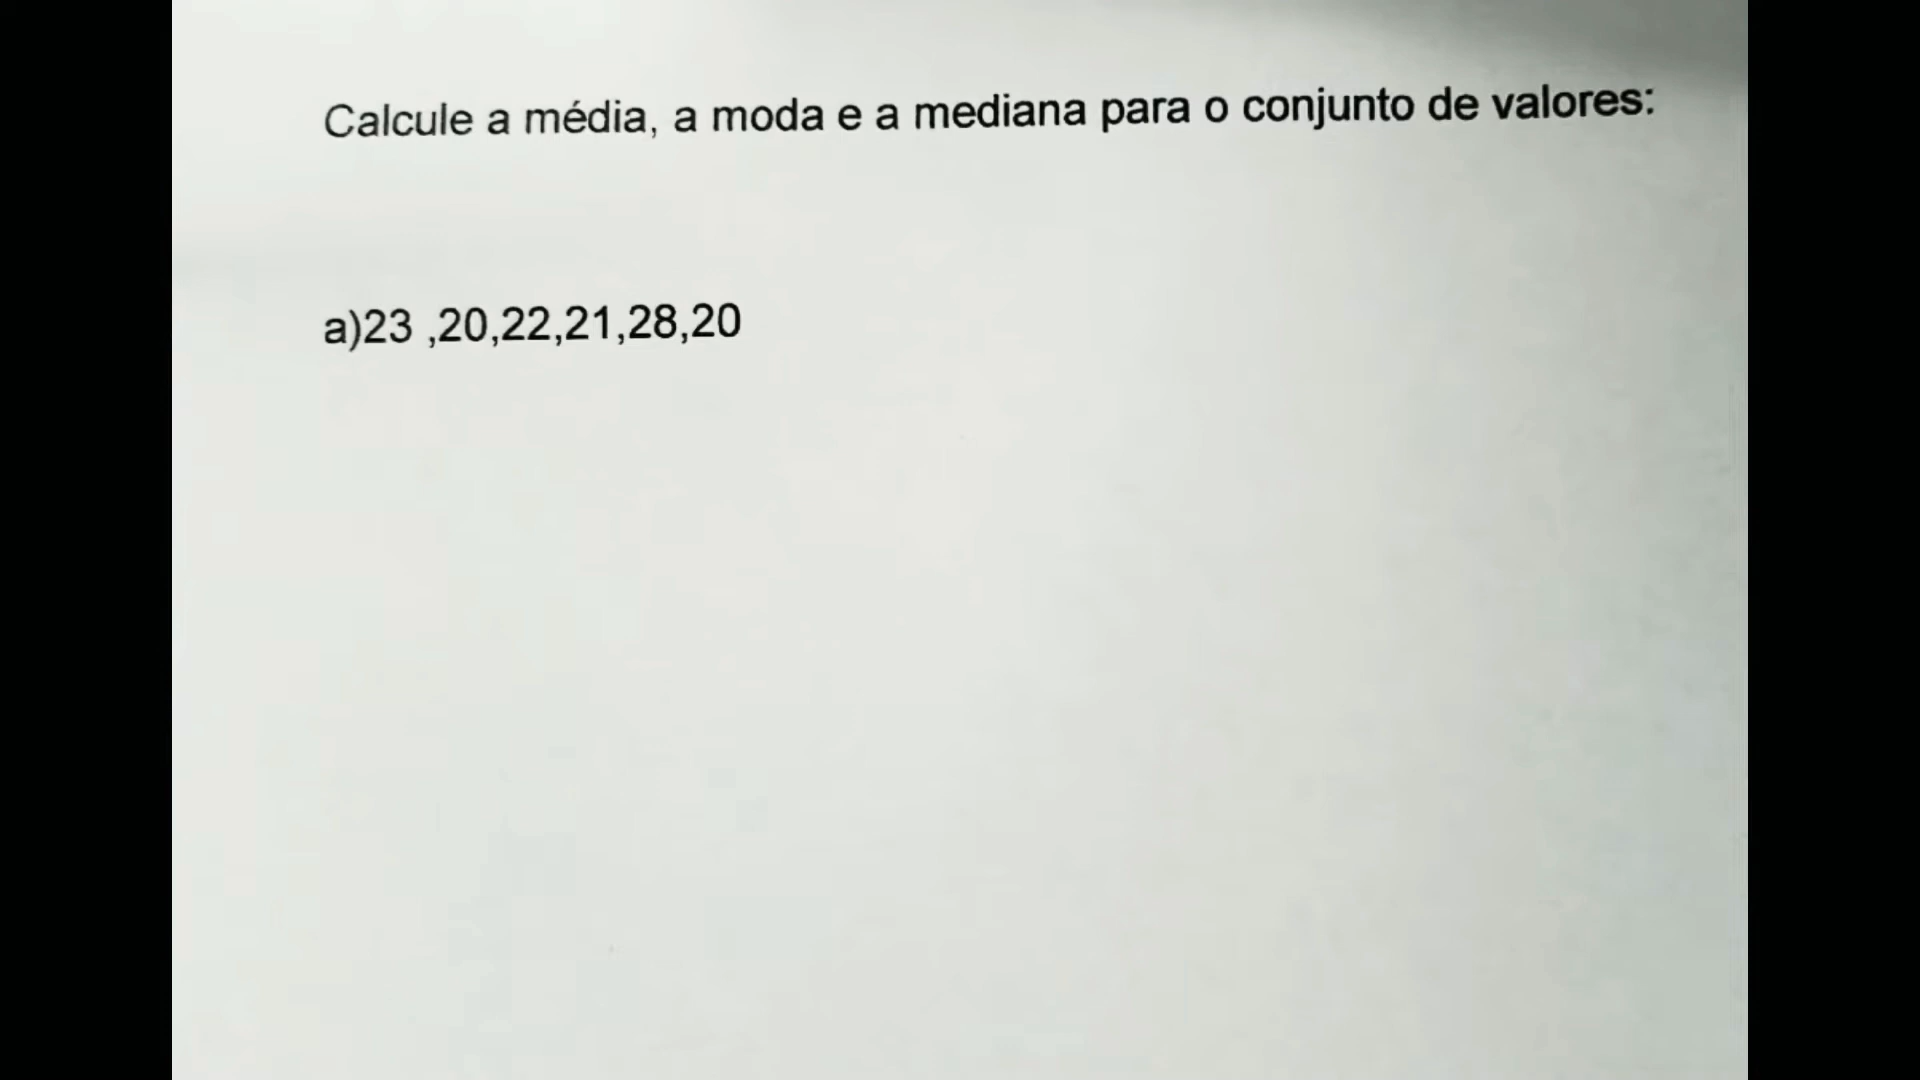 Calcule a média, a moda e a mediana para o conjunto de valores:
a)23 ,20,22,21,28,20